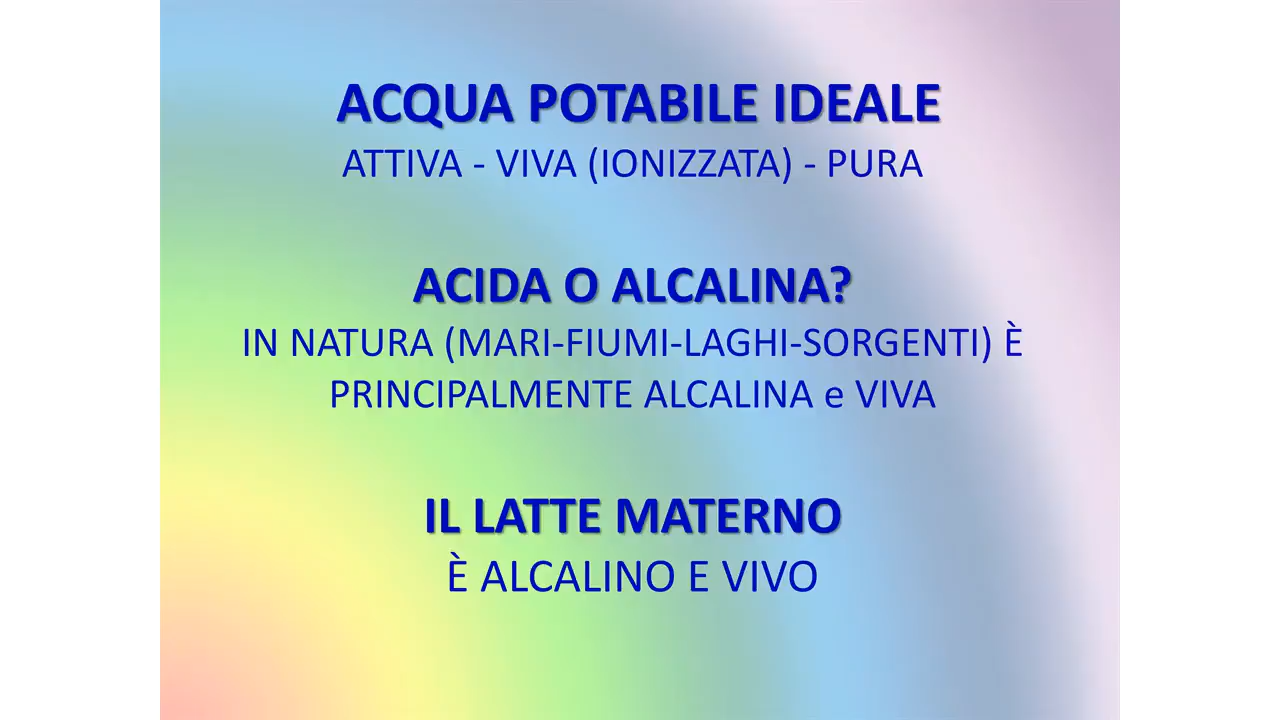 ACQUA POTABILE IDEALE
ATTIVA - VIVA (IONIZZATA) - PURA
ACIDA O ALCALINA?
IN NATURA (MARI-FIUMI-LAGHI-SORGENTI) È
PRINCIPALMENTE ALCALINA e VIVA
IL LATTE MATERNO
È ALCALINO E VIVO